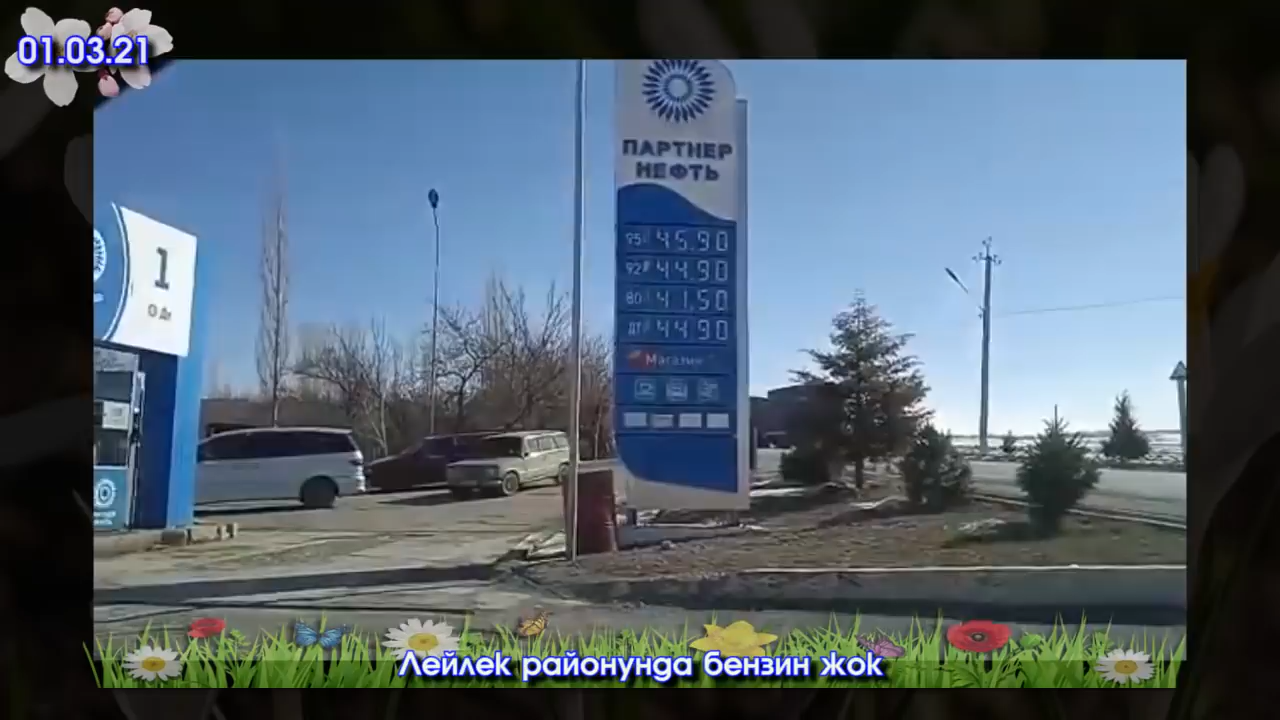 01.03.21
ПАРТНЕР
НЕФТЬ
95 45.90
92 44.90
80 41.50
ДТ 44.90
Магазин
1
Лейлек районунда бензин жок